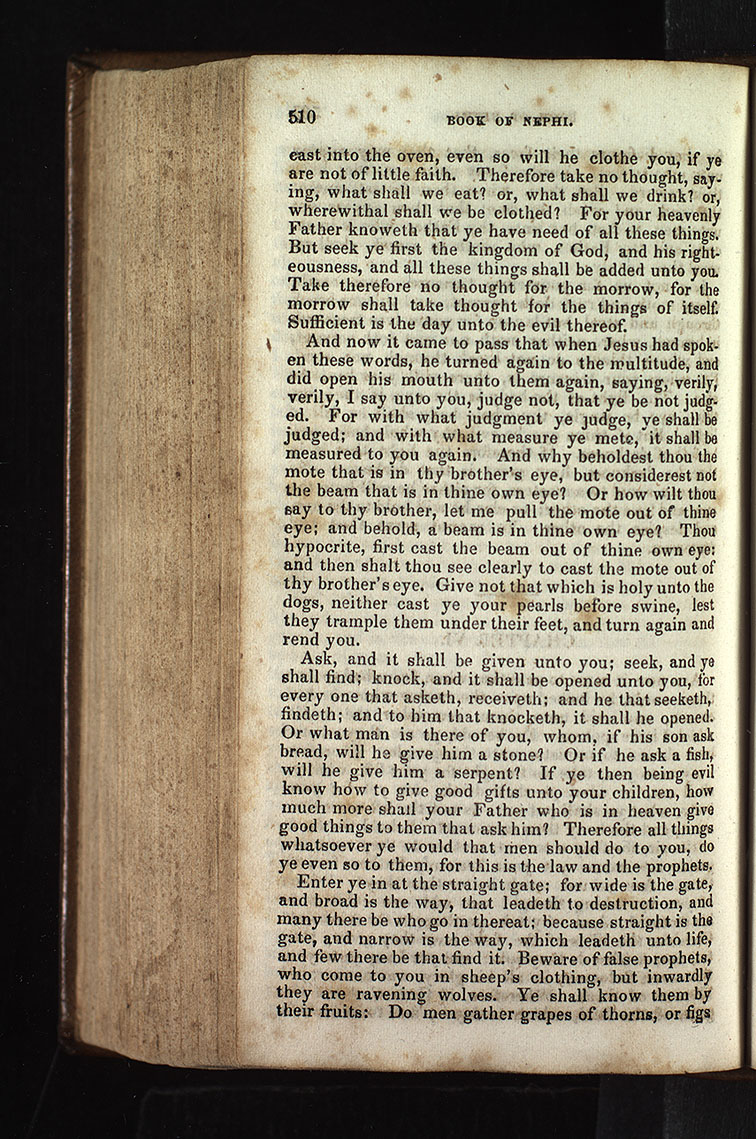 510 BOOK OF NEPHI.
cast into the oven, even so will he clothe you, if ye
are not of little faith. Therefore take no thought, say-
ing, what shall we eat? or, what shall we drink? or,
wherewithal shall we be clothed? For your heavenly
Father knoweth that ye have need of all these things.
But seek ye first the kingdom of God, and his right-
eousness, and all these things shall be added unto you.
Take therefore no thought for the morrow, for the
morrow shall take thought for the things of itself.
Sufficient is the day unto the evil thereof.
And now it came to pass that when Jesus had spok-
en these words, he turned again to the multitude, and
did open his mouth unto them again, saying, verily,
verily, I say unto you, judge not, that ye be not judg-
ed. For with what judgment ye judge, ye shall be
judged; and with what measure ye mete, it shall be
measured to you again. And why beholdest thou the
mote that is in thy brother's eye, but considerest not
the beam that is in thine own eye? Or how wilt thou
say to thy brother, let me pull the mote out of thine
eye; and behold, a beam is in thine own eye? Thou
hypocrite, first cast the beam out of thine own eye:
and then shalt thou see clearly to cast the mote out of
thy brother's eye. Give not that which is holy unto the
dogs, neither cast ye your pearls before swine, lest
they trample them under their feet, and turn again and
rend you.
Ask, and it shall be given unto you; seek, and ye
shall find; knock, and it shall be opened unto you, for
every one that asketh, receiveth; and he that seeketh,
findeth; and to him that knocketh, it shall he opened.
Or what man is there of you, whom, if his son ask
bread, will he give him a stone? Or if he ask a fish,
will he give him a serpent? If ye then being evil
know how to give good gifts unto your children, how
much more shall your Father who is in heaven give
good things to them that ask him? Therefore all things
whatsoever ye would that men should do to you, do
ye even so to them, for this is the law and the prophets.
Enter ye in at the straight gate; for wide is the gate,
and broad is the way, that leadeth to destruction, and
many there be who go in thereat; because straight is the
gate, and narrow is the way, which leadeth unto life,
and few there be that find it. Beware of false prophets,
who come to you in sheep's clothing, but inwardly
they are ravening wolves. Ye shall know them by
their fruits: Do men gather grapes of thorns, or figs